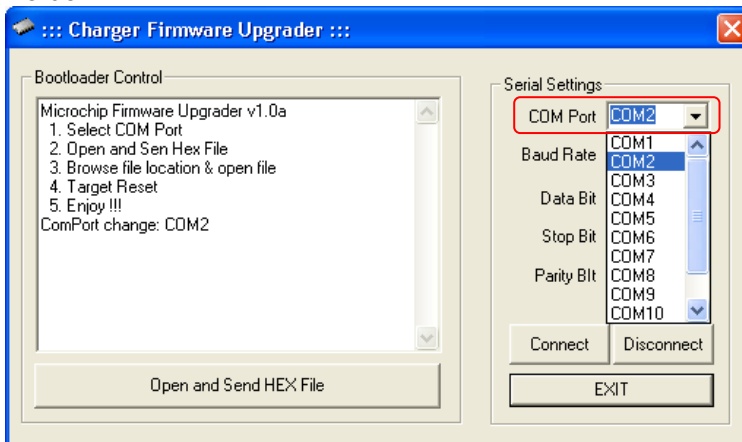 ::: Charger Firmware Upgrader :::
Bootloader Control
Microchip Firmware Upgrader v1.0a
1. Select COM Port
2. Open and Sen Hex File
3. Browse file location & open file
4. Target Reset
5. Enjoy !!!
ComPort change: COM2
Open and Send HEX File
Serial Settings
COM Port COM2
Baud Rate
Data Bit
Stop Bit
Parity BIt
COM1
COM2
COM3
COM4
COM5
COM6
COM7
COM8
COM9
COM10
Connect Disconnect
EXIT